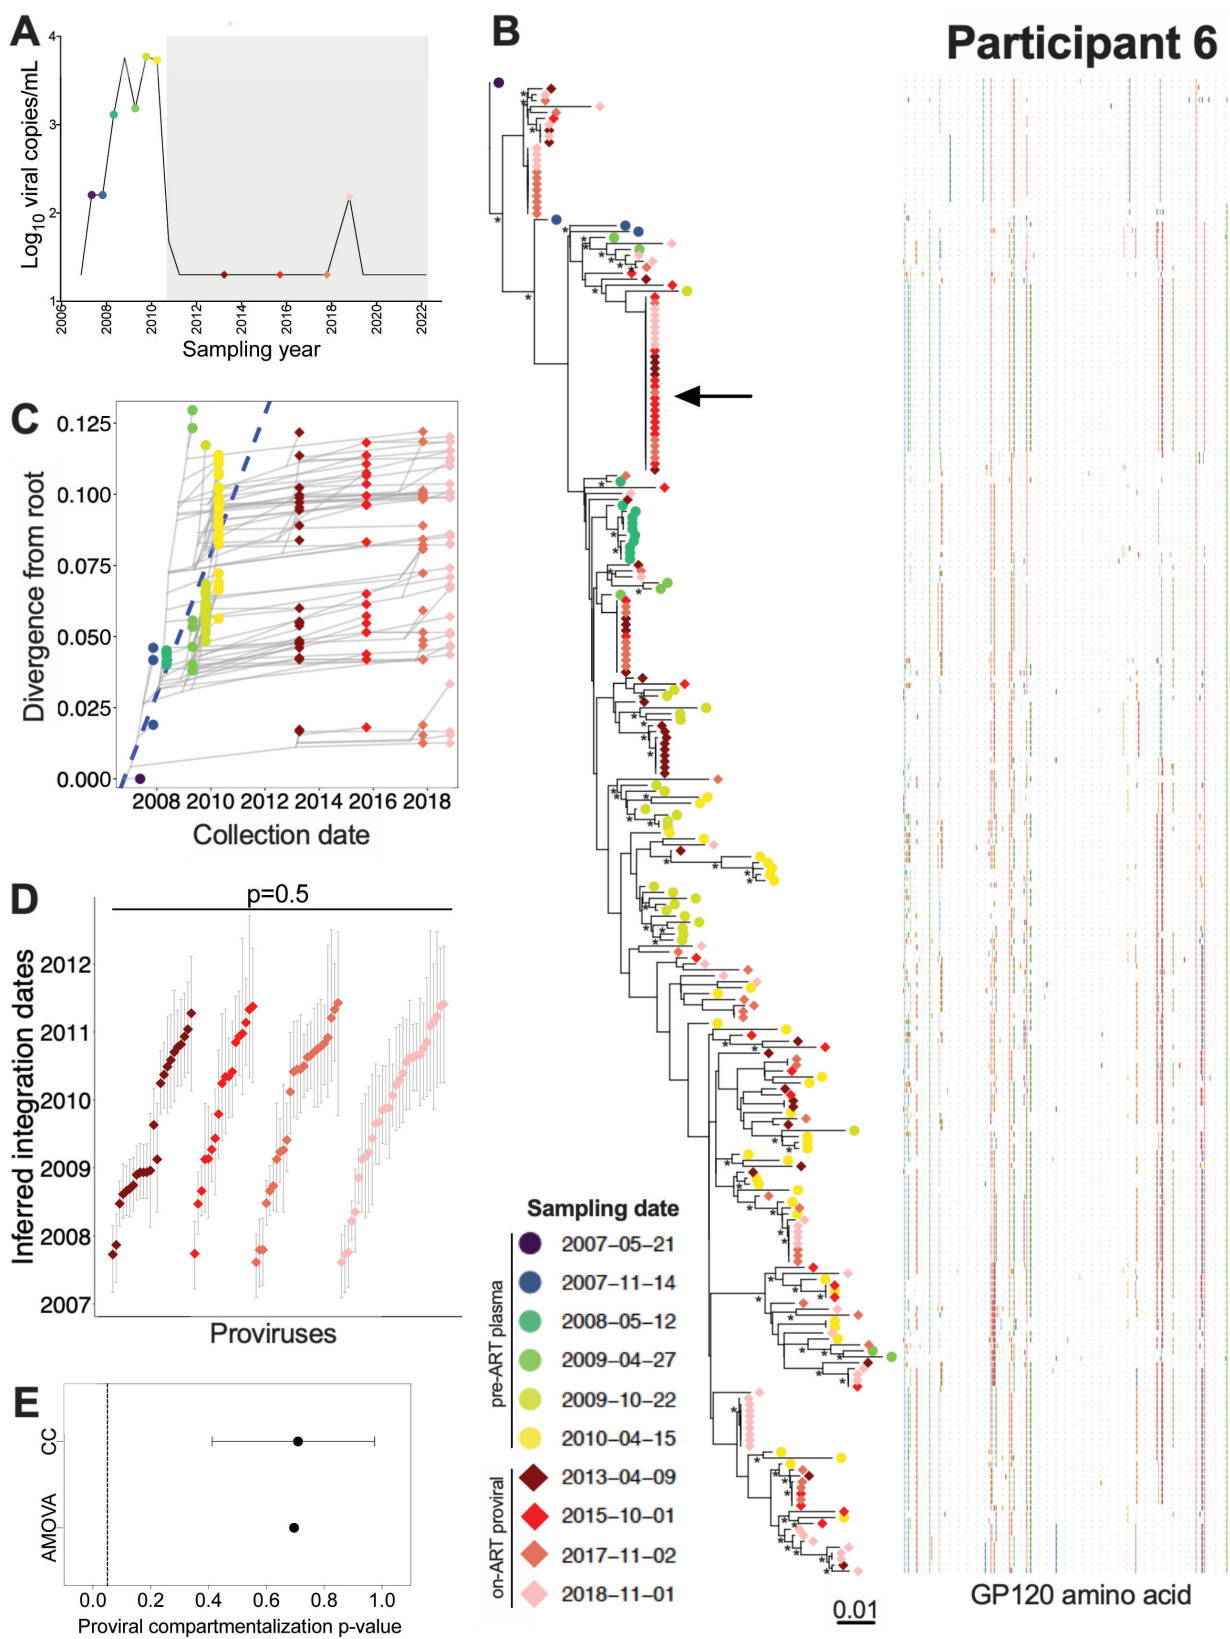 A
B
Participant 6
Log10 viral copies/mL
4
3
2
1
2006
2008
2010
2012
2014
2016
2018
2020
2022
Sampling year
C
Divergence from root
0.125
0.100
0.075
0.050
0.025
0.000
2008 2010 2012 2014 2016 2018
Collection date
D
p=0.5
Inferred integration dates
2012
2011
2010
2009
2008
2007
Proviruses
E
CC
AMOVA
0.0 0.2 0.4 0.6 0.8 1.0
Proviral compartmentalization p-value
Sampling date
pre-ART plasma
2007-05-21
2007-11-14
2008-05-12
2009-04-27
2009-10-22
2010-04-15
on-ART proviral
2013-04-09
2015-10-01
2017-11-02
2018-11-01
0.01
GP120 amino acid